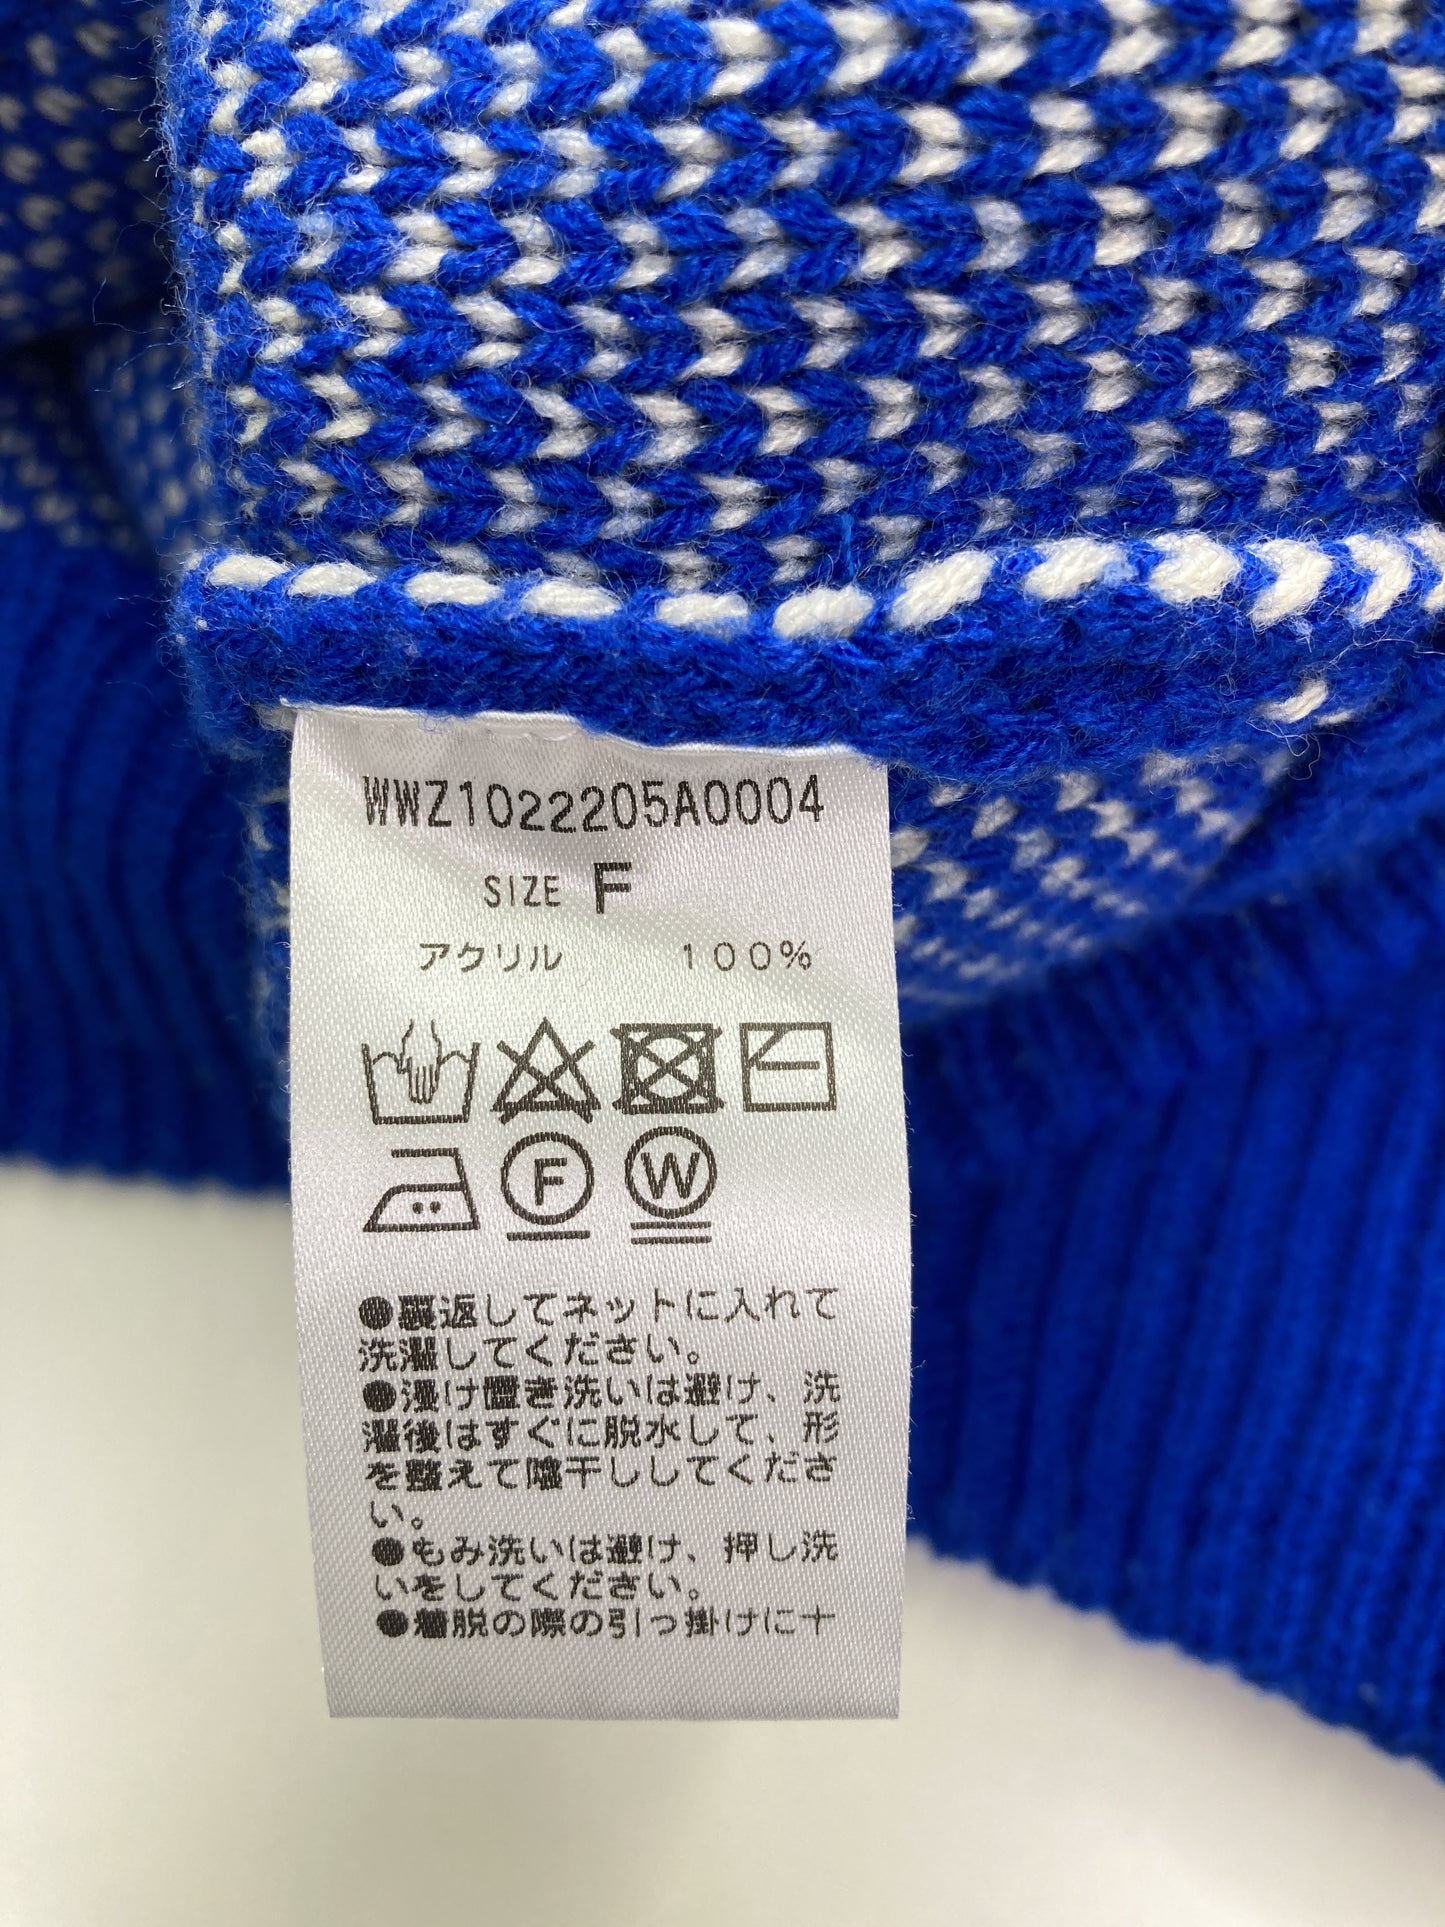 WWZ1022205A0004
SIZE F
アクリル 100%
F W
●裏返してネットに入れて
洗濯してください。
●浸け置き洗いは避け、洗
濯後はすぐに脱水して、形
を整えて陰干ししてくださ
い。
●もみ洗いは避け、押し洗
いをしてください。
●着脱の際の引っ掛けに十